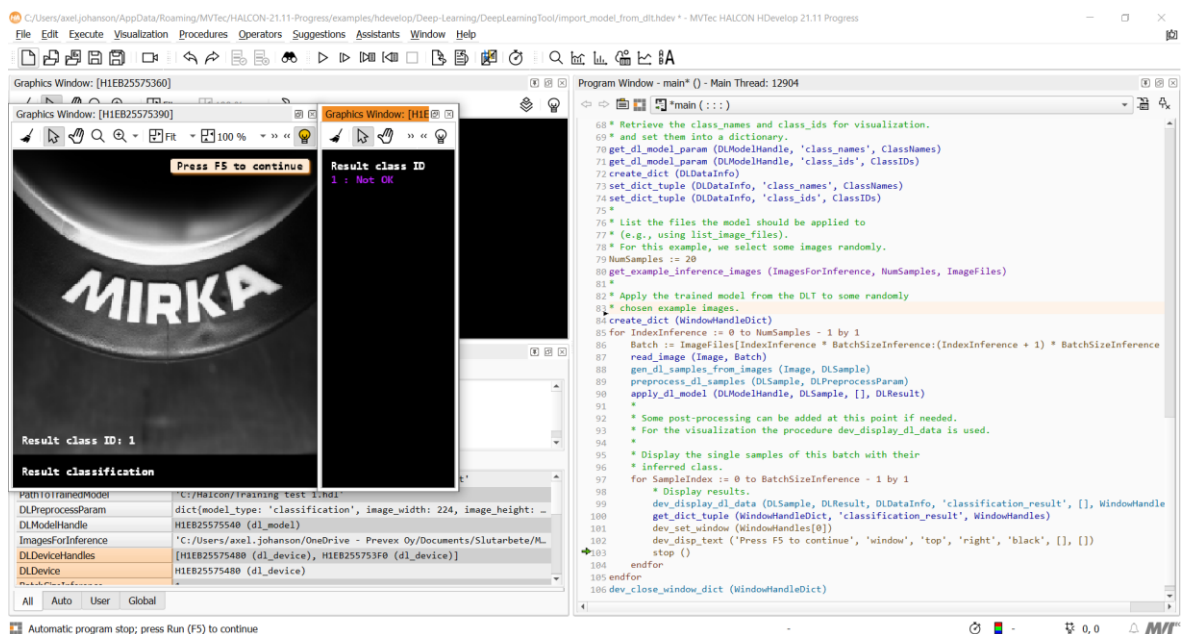 C:/Users/axel.johanson/AppData/Roaming/MVTec/HALCON-21.11-Progress/examples/hdevelop/Deep-Learning/DeepLearningTool/import_model_from_dlt.hdev * - MVTec HALCON HDevelop 21.11 Progress
File Edit Execute Visualization Procedures Operators Suggestions Assistants Window Help
Graphics Window: [H1EB25575360]
Graphics Window: [H1EB25575390]
Fit
100 %
Press F5 to continue
MIRKA
Result class ID: 1
Result classification
Graphics Window: [H1E
Result class ID
1 : Not OK
PathToTrainedModel 'C:/Halcon/Training test 1.hdl'
DLPreprocessParam dict{model_type: 'classification', image_width: 224, image_height: ...
DLModelHandle H1EB25575540 (dl_model)
ImagesForInference 'C:/Users/axel.johanson/OneDrive - Prevex Oy/Documents/Slutarbete/M...
DLDeviceHandles [H1EB25575480 (dl_device), H1EB255753F0 (dl_device)]
DLDevice H1EB25575480 (dl_device)
All Auto User Global
Program Window - main* () - Main Thread: 12904
*main ( : : : )
68 * Retrieve the class_names and class_ids for visualization.
69 * and set them into a dictionary.
70 get_dl_model_param (DLModelHandle, 'class_names', ClassNames)
71 get_dl_model_param (DLModelHandle, 'class_ids', ClassIDs)
72 create_dict (DLDataInfo)
73 set_dict_tuple (DLDataInfo, 'class_names', ClassNames)
74 set_dict_tuple (DLDataInfo, 'class_ids', ClassIDs)
75 *
76 * List the files the model should be applied to
77 * (e.g., using list_image_files).
78 * For this example, we select some images randomly.
79 NumSamples := 20
80 get_example_inference_images (ImagesForInference, NumSamples, ImageFiles)
81 *
82 * Apply the trained model from the DLT to some randomly
83 * chosen example images.
84 create_dict (WindowHandleDict)
85 for IndexInference := 0 to NumSamples - 1 by 1
86 Batch := ImageFiles[IndexInference * BatchSizeInference:(IndexInference + 1) * BatchSizeInference
87 read_image (Image, Batch)
88 gen_dl_samples_from_images (Image, DLSample)
89 preprocess_dl_samples (DLSample, DLPreprocessParam)
90 apply_dl_model (DLModelHandle, DLSample, [], DLResult)
91 *
92 * Some post-processing can be added at this point if needed.
93 * For the visualization the procedure dev_display_dl_data is used.
94 *
95 * Display the single samples of this batch with their
96 * inferred class.
97 for SampleIndex := 0 to BatchSizeInference - 1 by 1
98 * Display results.
99 dev_display_dl_data (DLSample, DLResult, DLDataInfo, 'classification_result', [], WindowHandle
100 get_dict_tuple (WindowHandleDict, 'classification_result', WindowHandles)
101 dev_set_window (WindowHandles[0])
102 dev_disp_text ('Press F5 to continue', 'window', 'top', 'right', 'black', [], [])
103 stop ()
104 endfor
105 endfor
106 dev_close_window_dict (WindowHandleDict)
Automatic program stop; press Run (F5) to continue
-
-
0, 0